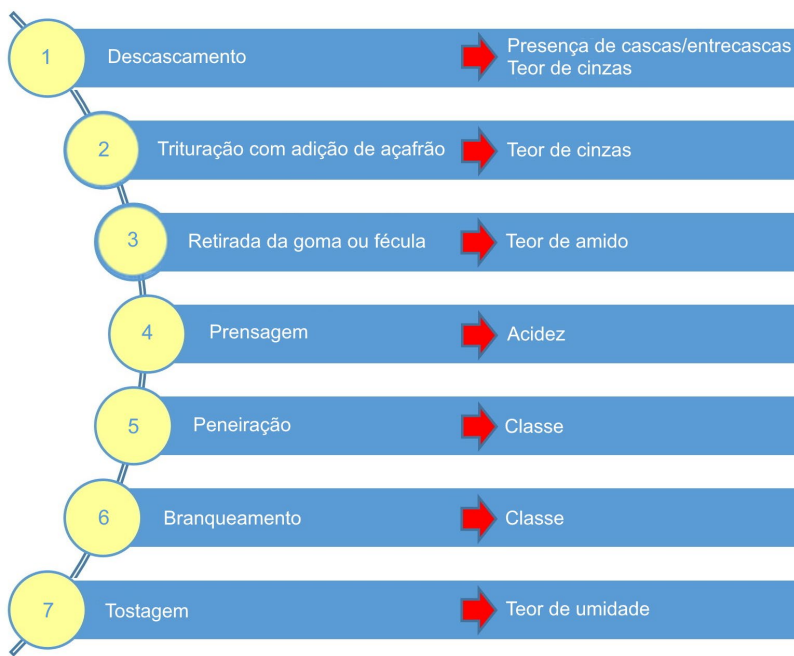 1 Descascamento Presença de cascas/entrecascas
Teor de cinzas
2 Trituração com adição de açafrão Teor de cinzas
3 Retirada da goma ou fécula Teor de amido
4 Prensagem Acidez
5 Peneiração Classe
6 Branqueamento Classe
7 Tostagem Teor de umidade